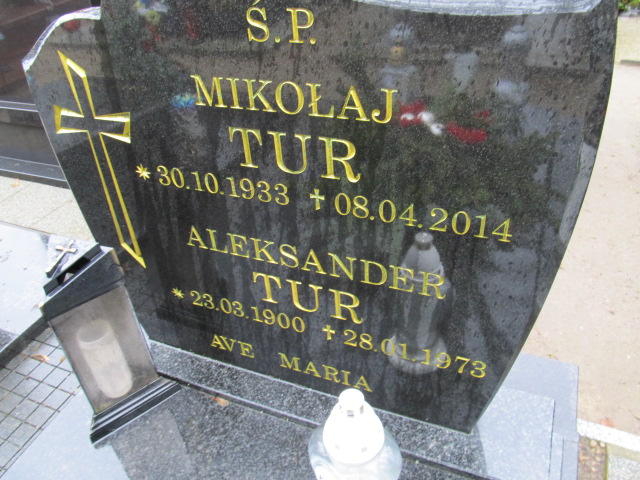 Ś.P.
MIKOŁAJ
TUR
* 30.10.1933 † 08.04.2014
ALEKSANDER
TUR
* 23.03.1900 † 28.01.1973
AVE MARIA